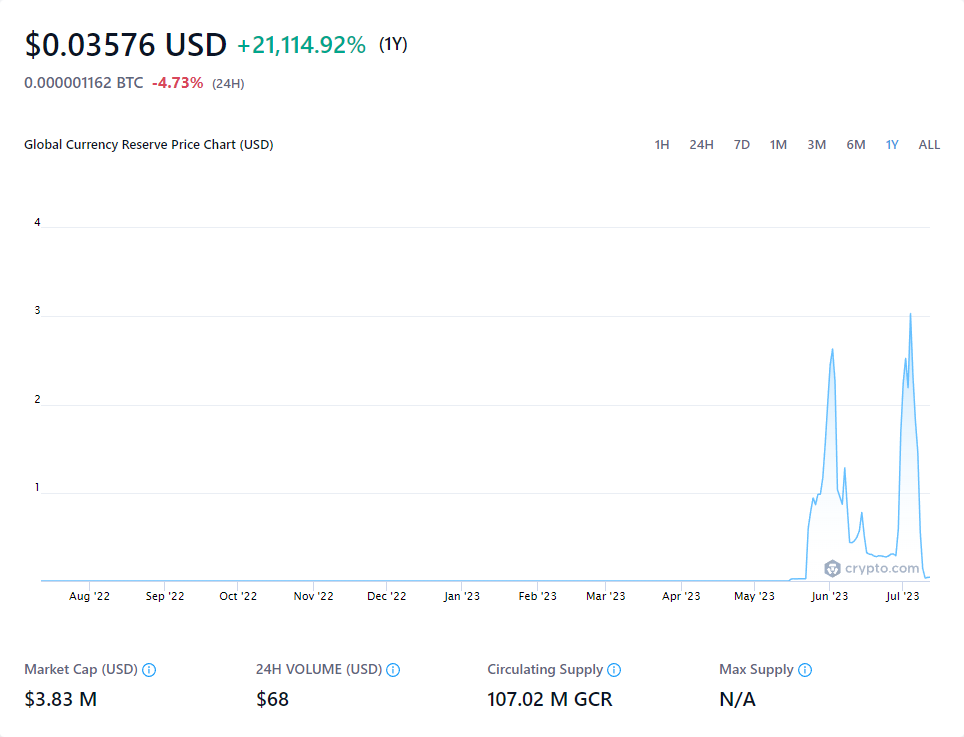 $0.03576 USD +21,114.92% (1Y)
0.000001162 BTC -4.73% (24H)
Global Currency Reserve Price Chart (USD) 1H 24H 7D 1M 3M 6M 1Y ALL
4
3
2
1
crypto.com
Aug '22 Sep '22 Oct '22 Nov '22 Dec '22 Jan '23 Feb '23 Mar '23 Apr '23 May '23 Jun '23 Jul '23
Market Cap (USD) 24H VOLUME (USD) Circulating Supply Max Supply
$3.83 M $68 107.02 M GCR N/A